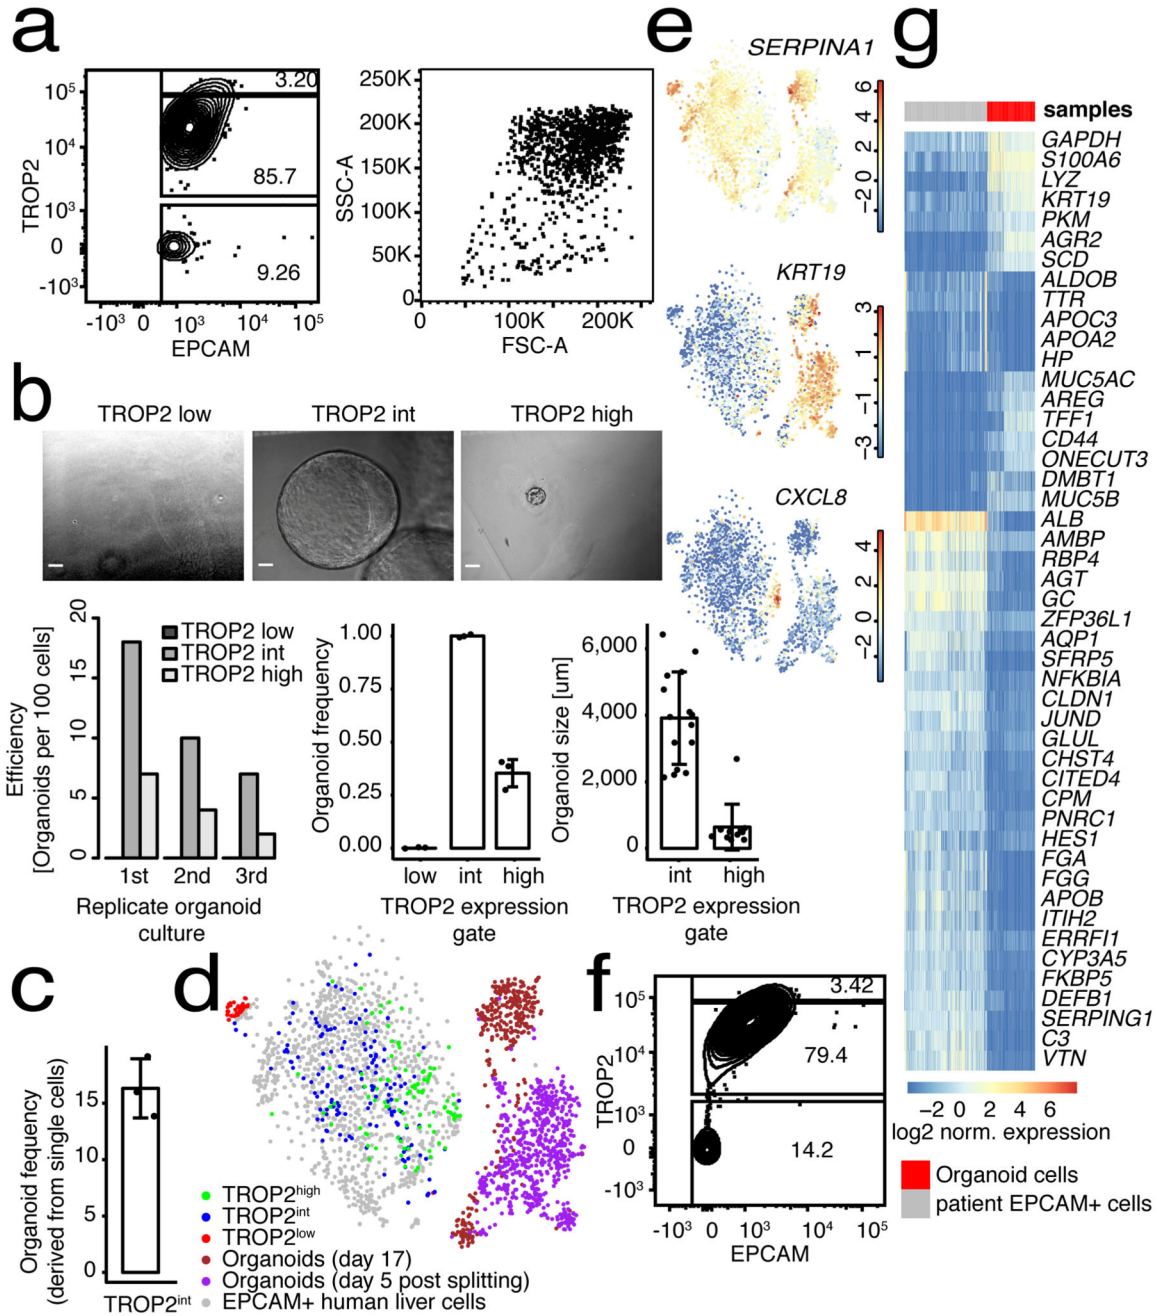 a
TROP2
10⁵
10⁴
10³
0
-10³
3.20
85.7
9.26
-10³ 0 10³ 10⁴ 10⁵
EPCAM
SSC-A
250K
200K
150K
100K
50K
0
0 100K 200K
FSC-A
b
TROP2 low
TROP2 int
TROP2 high
Efficiency
[Organoids per 100 cells]
20
15
10
5
0
TROP2 low
TROP2 int
TROP2 high
1st 2nd 3rd
Replicate organoid
culture
Organoid frequency
1.00
0.75
0.50
0.25
0.00
low int high
TROP2 expression
gate
Organoid size [um]
6,000
4,000
2,000
0
int high
TROP2 expression
gate
c
Organoid fequency
(derived from single cells)
15
10
5
0
TROP2ⁱⁿᵗ
d
TROP2ʰⁱᵍʰ
TROP2ⁱⁿᵗ
TROP2ˡᵒʷ
Organoids (day 17)
Organoids (day 5 post splitting)
EPCAM+ human liver cells
e
SERPINA1
6
4
2
0
−2
KRT19
3
1
−1
−3
CXCL8
4
2
0
−2
f
TROP2
10⁵
10⁴
10³
0
-10³
3.42
79.4
14.2
-10³ 0 10³ 10⁴ 10⁵
EPCAM
g
samples
GAPDH
S100A6
LYZ
KRT19
PKM
AGR2
SCD
ALDOB
TTR
APOC3
APOA2
HP
MUC5AC
AREG
TFF1
CD44
ONECUT3
DMBT1
MUC5B
ALB
AMBP
RBP4
AGT
GC
ZFP36L1
AQP1
SFRP5
NFKBIA
CLDN1
JUND
GLUL
CHST4
CITED4
CPM
PNRC1
HES1
FGA
FGG
APOB
ITIH2
ERRFI1
CYP3A5
FKBP5
DEFB1
SERPING1
C3
VTN
−2 0 2 4 6
log2 norm. expression
Organoid cells
patient EPCAM+ cells